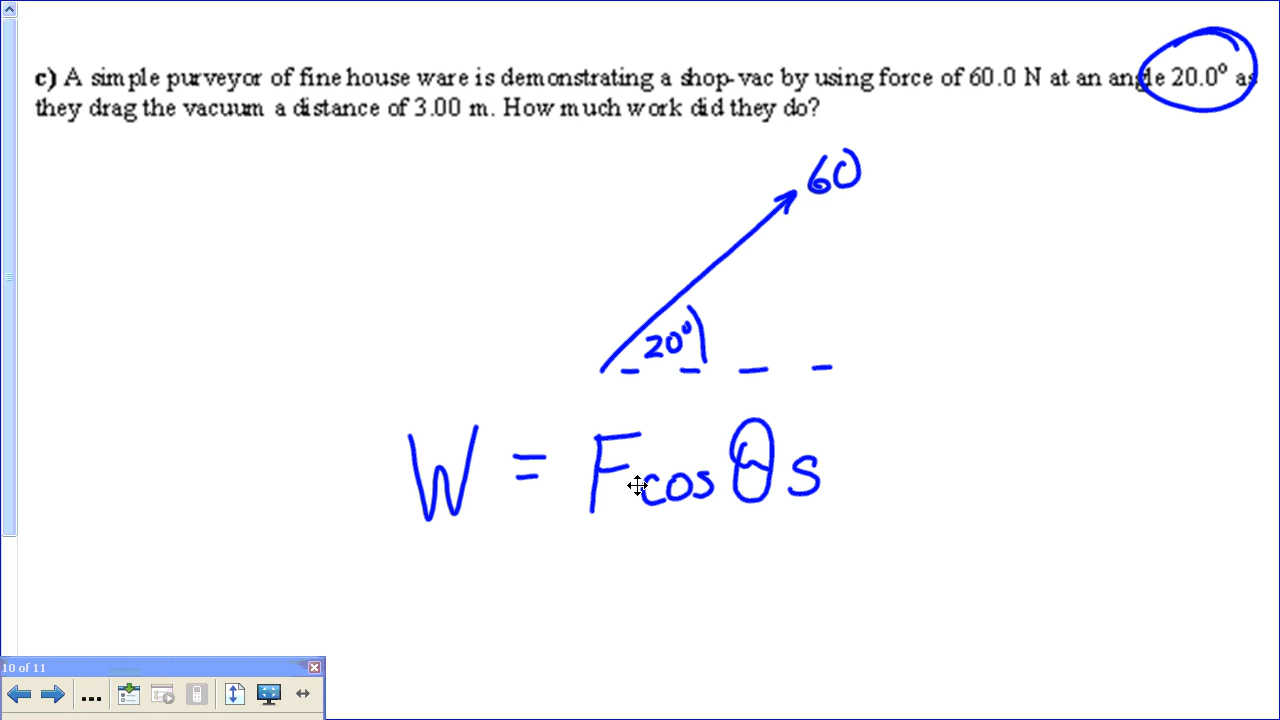 c) A simple purveyor of fine house ware is demonstrating a shop-vac by using force of 60.0 N at an angle 20.0° as
they drag the vacuum a distance of 3.00 m. How much work did they do?
60
20°
W = Fcosθs
10 of 11
...